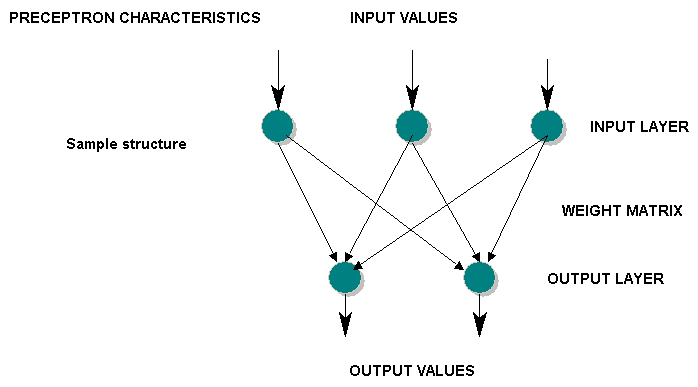 PRECEPTRON CHARACTERISTICS
INPUT VALUES
INPUT LAYER
Sample structure
WEIGHT MATRIX
OUTPUT LAYER
OUTPUT VALUES